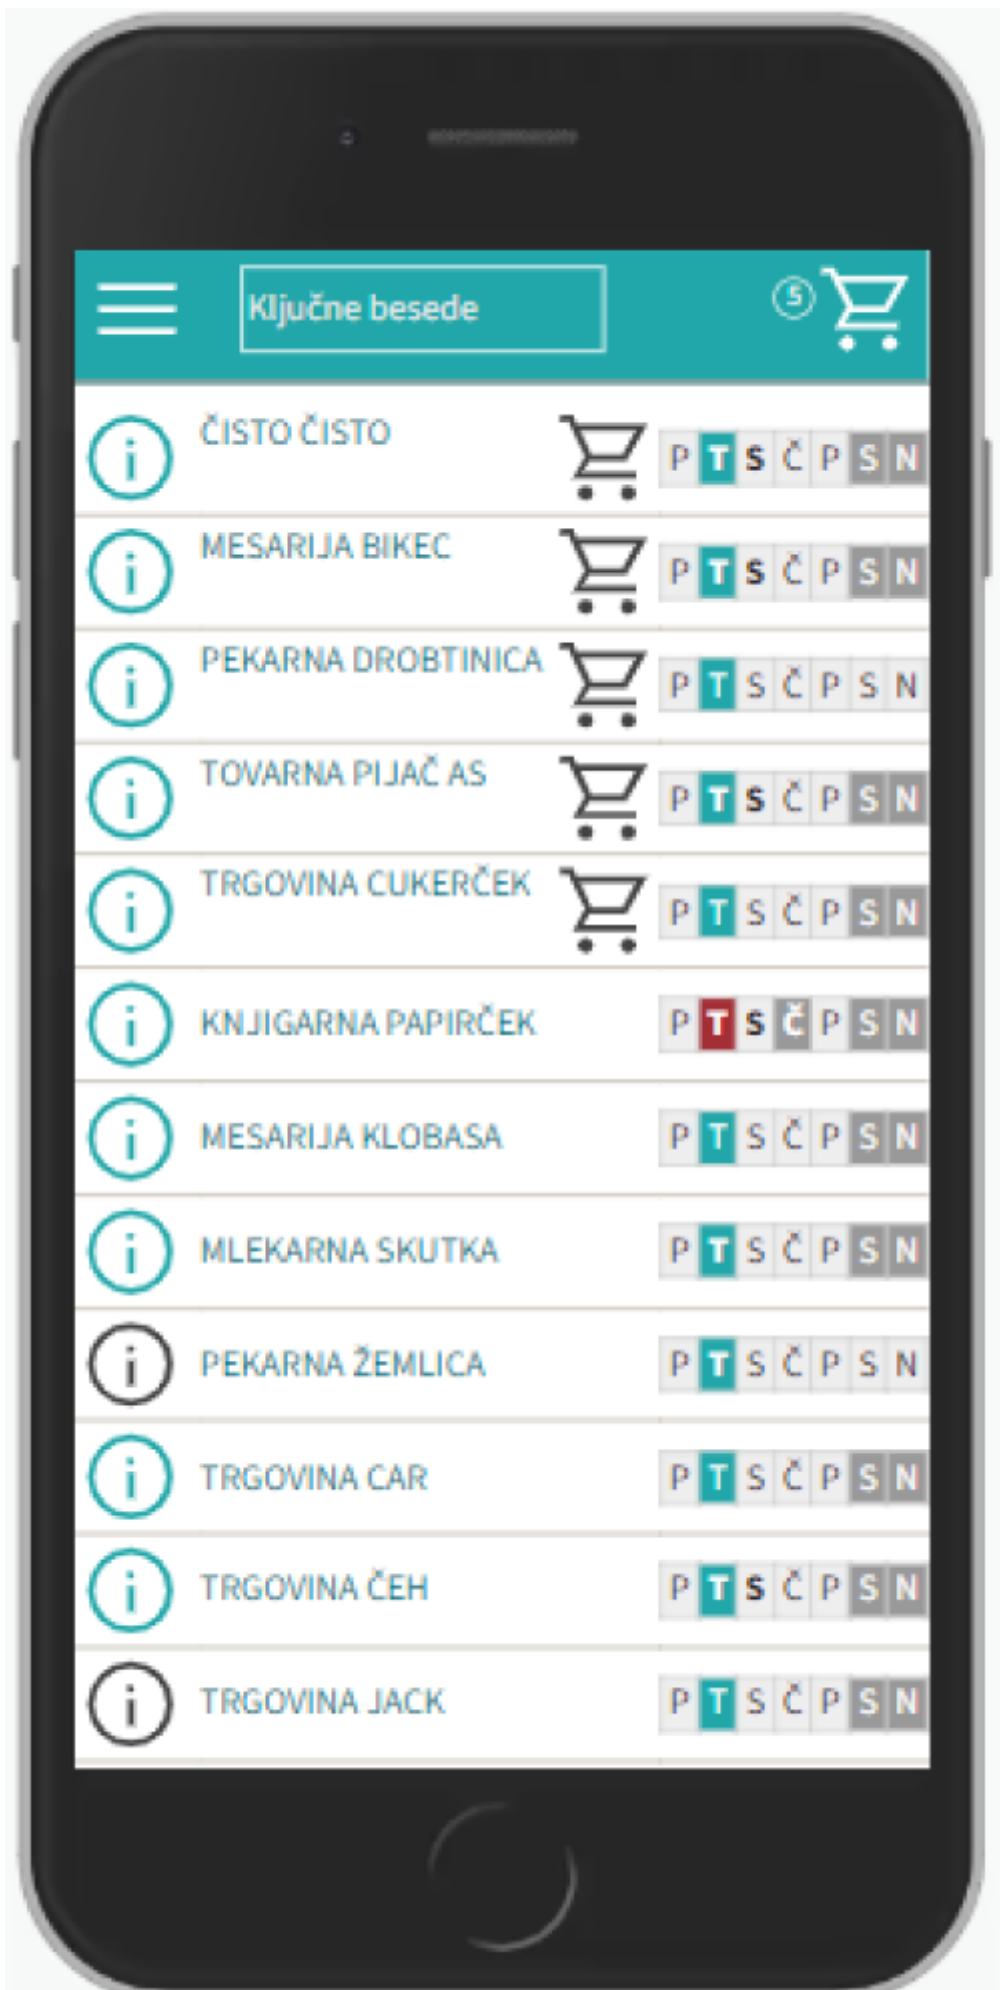 Ključne besede 5
ČISTO ČISTO P T S Č P S N
MESARIJA BIKEC P T S Č P S N
PEKARNA DROBTINICA P T S Č P S N
TOVARNA PIJAČ AS P T S Č P S N
TRGOVINA CUKERČEK P T S Č P S N
KNJIGARNA PAPIRČEK P T S Č P S N
MESARIJA KLOBASA P T S Č P S N
MLEKARNA SKUTKA P T S Č P S N
PEKARNA ŽEMLICA P T S Č P S N
TRGOVINA CAR P T S Č P S N
TRGOVINA ČEH P T S Č P S N
TRGOVINA JACK P T S Č P S N